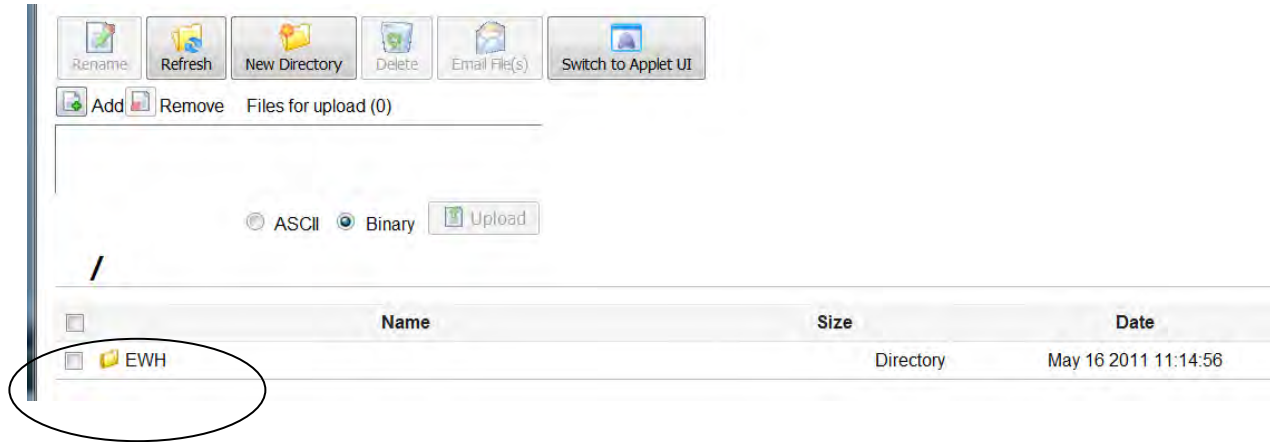 Rename Refresh New Directory Delete Email File(s) Switch to Applet UI
Add Remove Files for upload (0)
ASCII Binary Upload
/
Name Size Date
EWH Directory May 16 2011 11:14:56